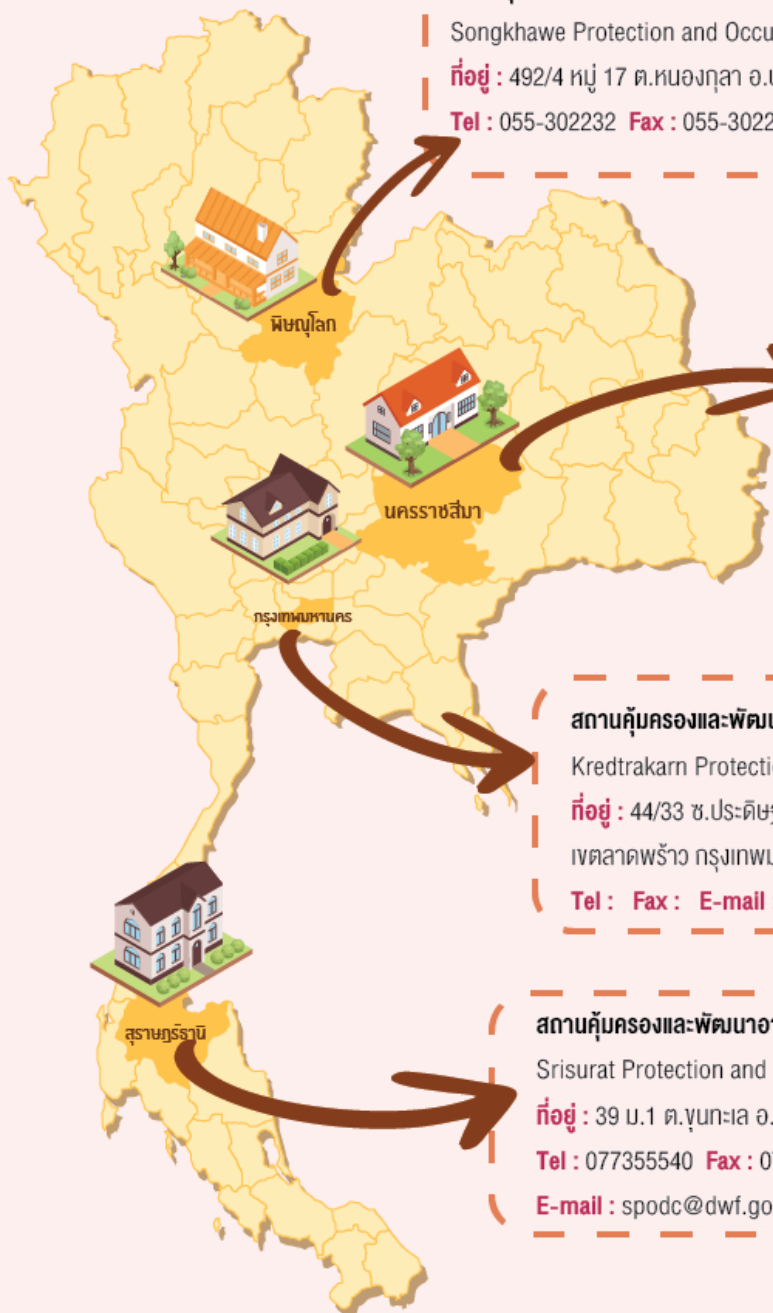 Songkhawe Protection and Occu
ที่อยู่ : 492/4 หมู่ 17 ต.หนองกุลา อ.
Tel : 055-302232 Fax : 055-3022
พิษณุโลก
นครราชสีมา
กรุงเทพมหานคร
สถานคุ้มครองและพัฒน
Kredtrakarn Protecti
ที่อยู่ : 44/33 ซ.ประดิษฐ
เขตลาดพร้าว กรุงเทพม
Tel : Fax : E-mail :
สุราษฎร์ธานี
สถานคุ้มครองและพัฒนาอา
Srisurat Protection and
ที่อยู่ : 39 ม.1 ต.ขุนทะเล อ.
Tel : 077355540 Fax : 07
E-mail : spodc@dwf.go